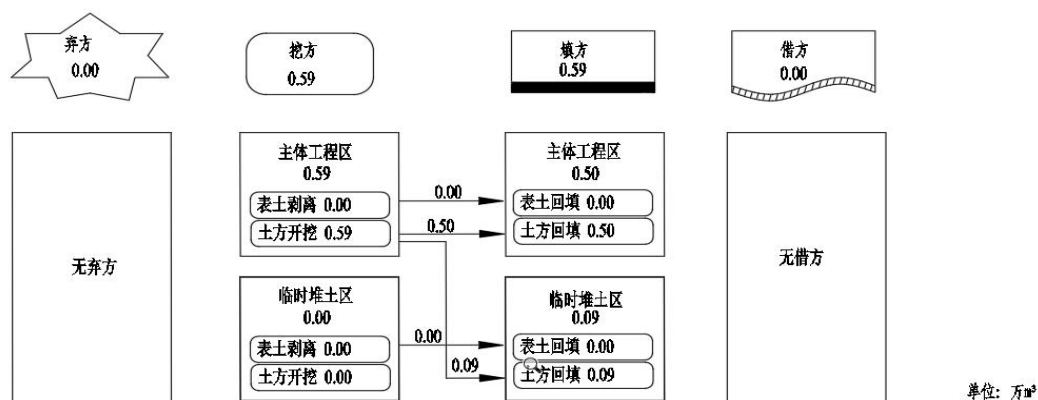 弃方
0.00
挖方
0.59
填方
0.59
借方
0.00
无弃方
主体工程区
0.59
表土剥离 0.00
土方开挖 0.59
0.00
0.50
主体工程区
0.50
表土回填 0.00
土方回填 0.50
临时堆土区
0.00
表土剥离 0.00
土方开挖 0.00
0.00
0.09
临时堆土区
0.09
表土回填 0.00
土方回填 0.09
无借方
单位: 万m³